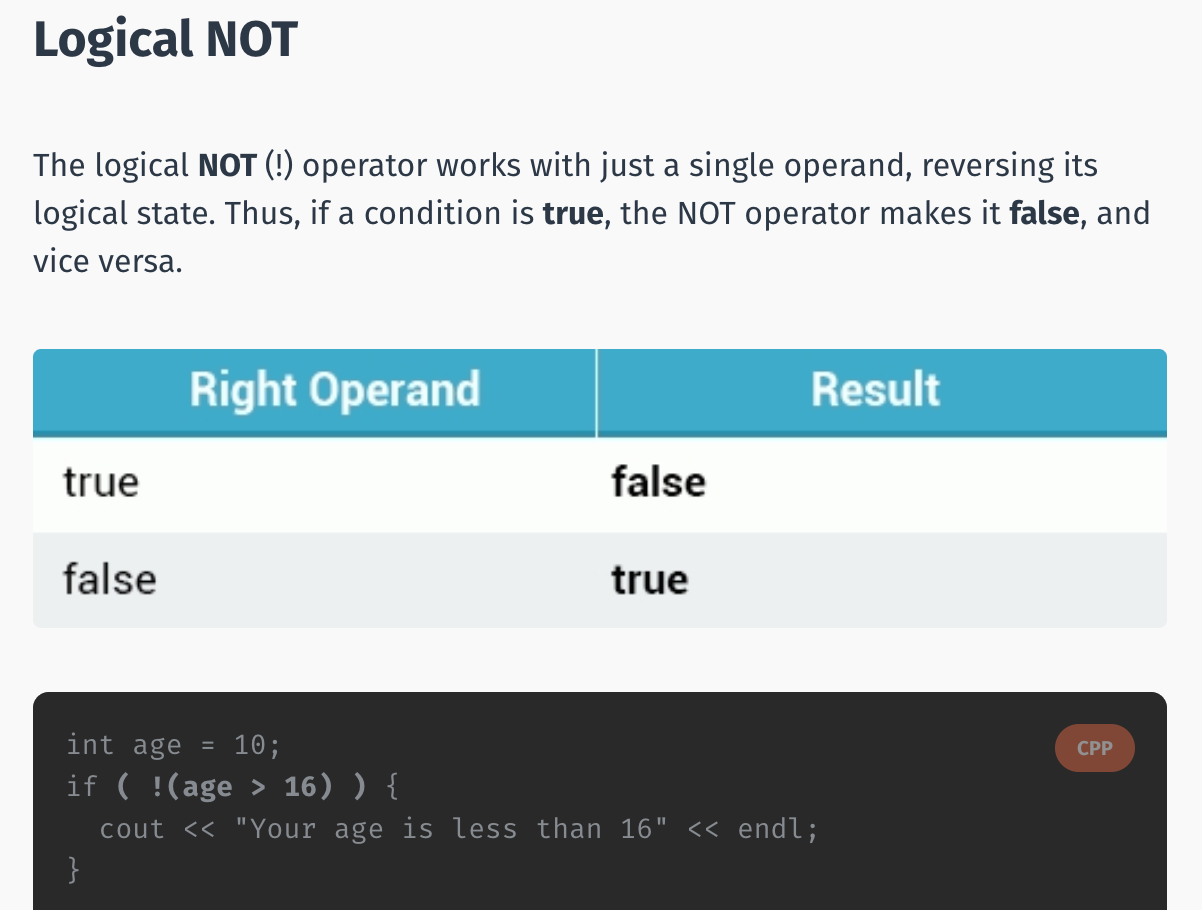 Logical NOT
The logical NOT (!) operator works with just a single operand, reversing its
logical state. Thus, if a condition is true, the NOT operator makes it false, and
vice versa.
Right Operand Result
true false
false true
int age = 10; CPP
if ( !(age > 16) ) {
  cout << "Your age is less than 16" << endl;
}